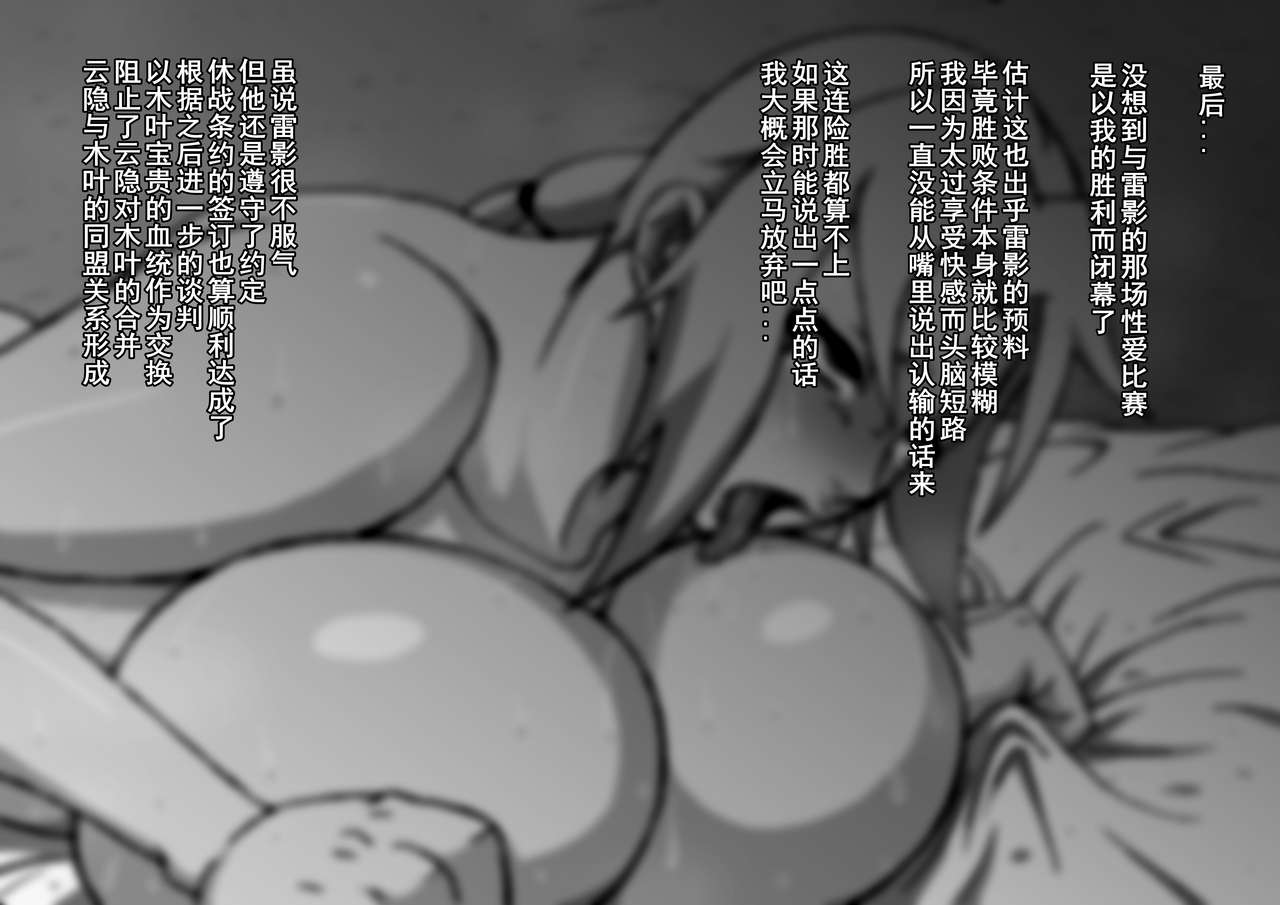 最后...
没想到与雷影的那场性爱比赛
是以我的胜利而闭幕了
估计这也出乎雷影的预料
毕竟胜败条件本身就比较模糊
我因为太过享受快感而头脑短路
所以一直没能从嘴里说出认输的话来
这连险胜都算不上
如果那时能说出一点点的话
我大概会立马放弃吧...
虽说雷影很不服气
但他还是遵守了约定
休战条约的签订也算顺利达成了
根据之后进一步的谈判
以木叶宝贵的血统作为交换
阻止了云隐对木叶的合并
云隐与木叶的同盟关系形成